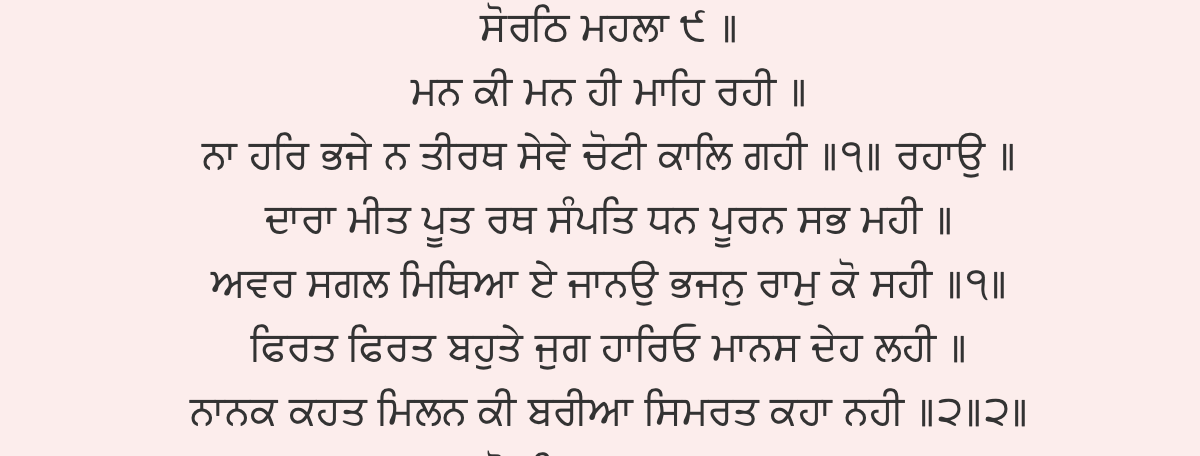 ਸੋਰਠਿ ਮਹਲਾ ੯ ॥
ਮਨ ਕੀ ਮਨ ਹੀ ਮਾਹਿ ਰਹੀ ॥
ਨਾ ਹਰਿ ਭਜੇ ਨ ਤੀਰਥ ਸੇਵੇ ਚੋਟੀ ਕਾਲਿ ਗਹੀ ॥੧॥ ਰਹਾਉ ॥
ਦਾਰਾ ਮੀਤ ਪੂਤ ਰਥ ਸੰਪਤਿ ਧਨ ਪੂਰਨ ਸਭ ਮਹੀ ॥
ਅਵਰ ਸਗਲ ਮਿਥਿਆ ਏ ਜਾਨਉ ਭਜਨੁ ਰਾਮੁ ਕੋ ਸਹੀ ॥੧॥
ਫਿਰਤ ਫਿਰਤ ਬਹੁਤੇ ਜੁਗ ਹਾਰਿਓ ਮਾਨਸ ਦੇਹ ਲਹੀ ॥
ਨਾਨਕ ਕਹਤ ਮਿਲਨ ਕੀ ਬਰੀਆ ਸਿਮਰਤ ਕਹਾ ਨਹੀ ॥੨॥੨॥